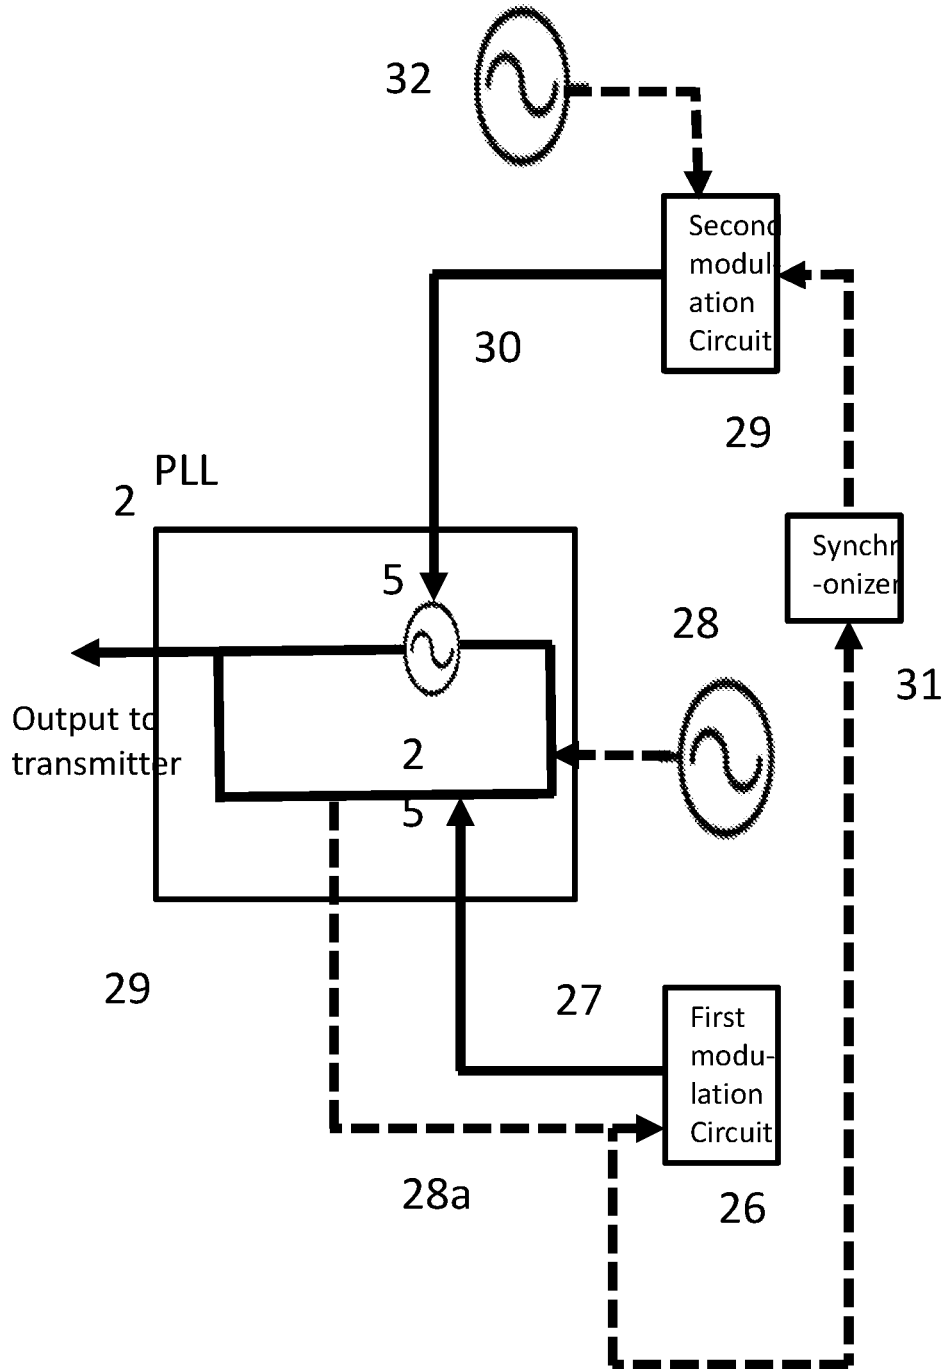 32
Second
modul-
ation
Circuit
30
29
PLL
2
Synchr
-onizer
5
28
31
Output to
transmitter
2
5
29
27
First
modu-
lation
Circuit
28a
26